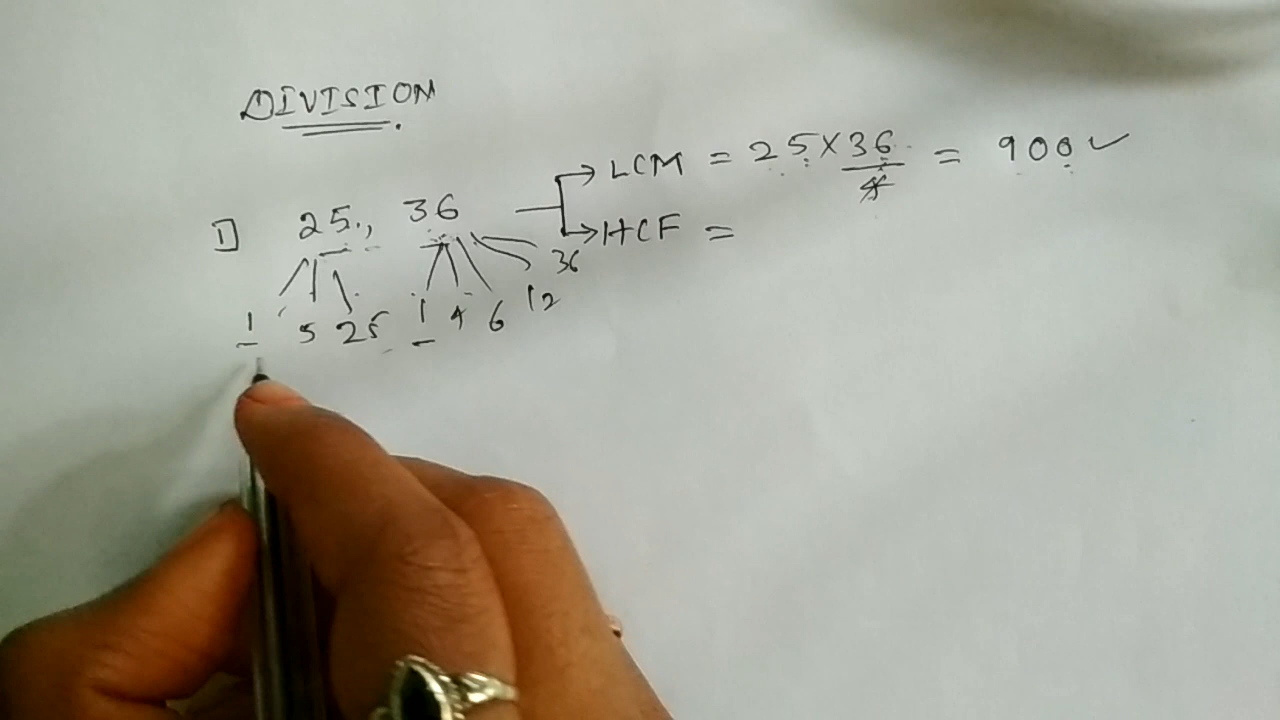 DIVISION
1) 25, 36
LCM = 25 × 36 = 900 ✓
HCF =
1 5 25 1 4 6 12 36